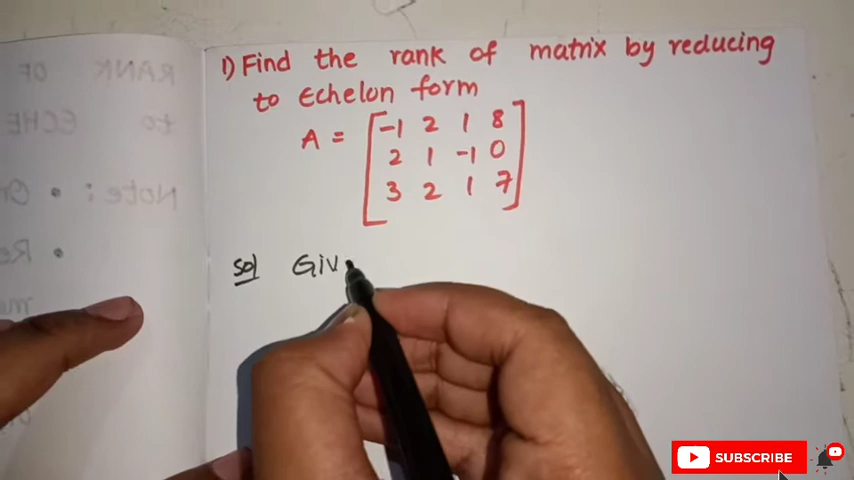 1) Find the rank of matrix by reducing
to Echelon form
A = [-1 2 1 8
2 1 -1 0
3 2 1 7]
Sol Giv
SUBSCRIBE